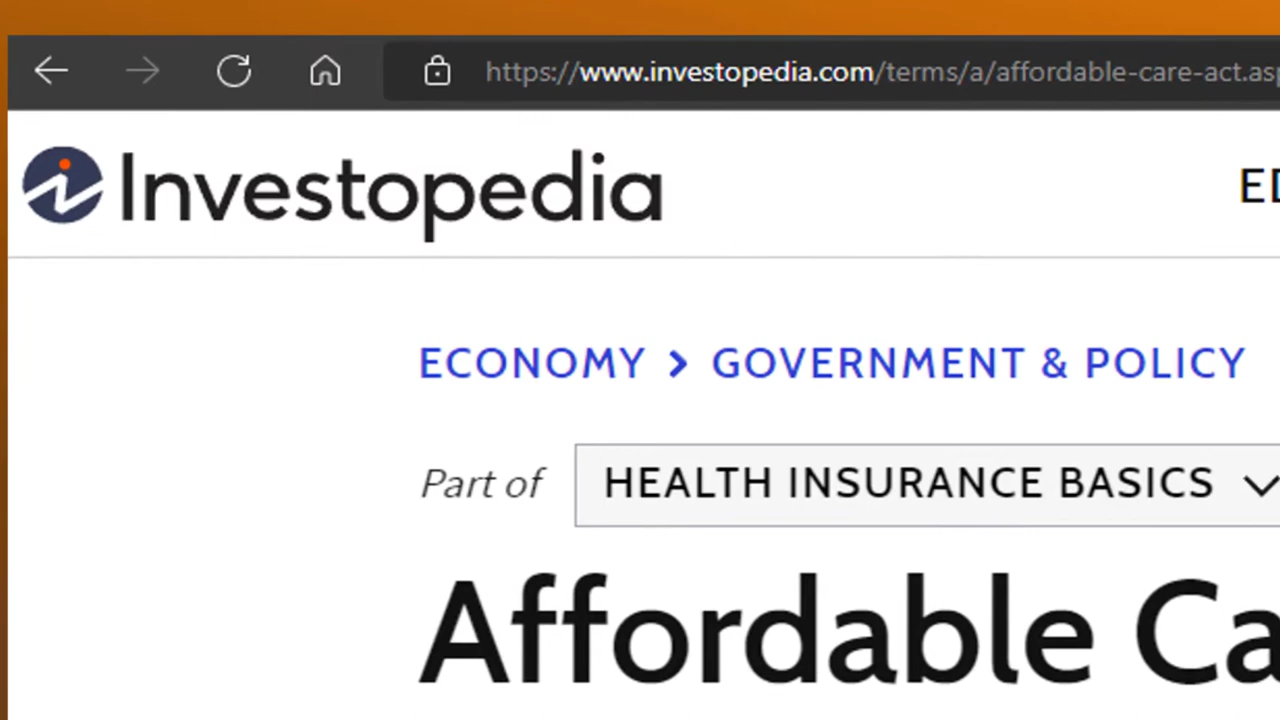 https://www.investopedia.com/terms/a/affordable-care-act.as
Investopedia
ECONOMY > GOVERNMENT & POLICY
Part of HEALTH INSURANCE BASICS
Affordable Ca